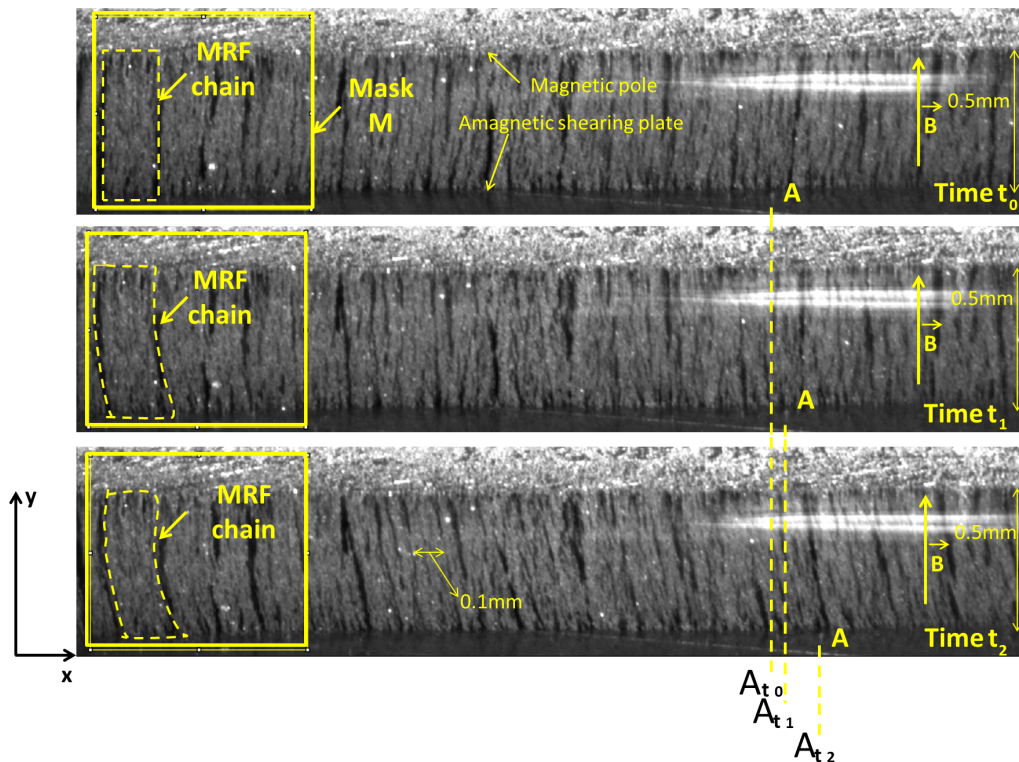 MRF
chain
Mask
M
Magnetic pole
Amagnetic shearing plate
B
0.5mm
A
Time t0
MRF
chain
B
0.5mm
A
Time t1
MRF
chain
0.1mm
B
0.5mm
A
Time t2
y
x
At0
At1
At2